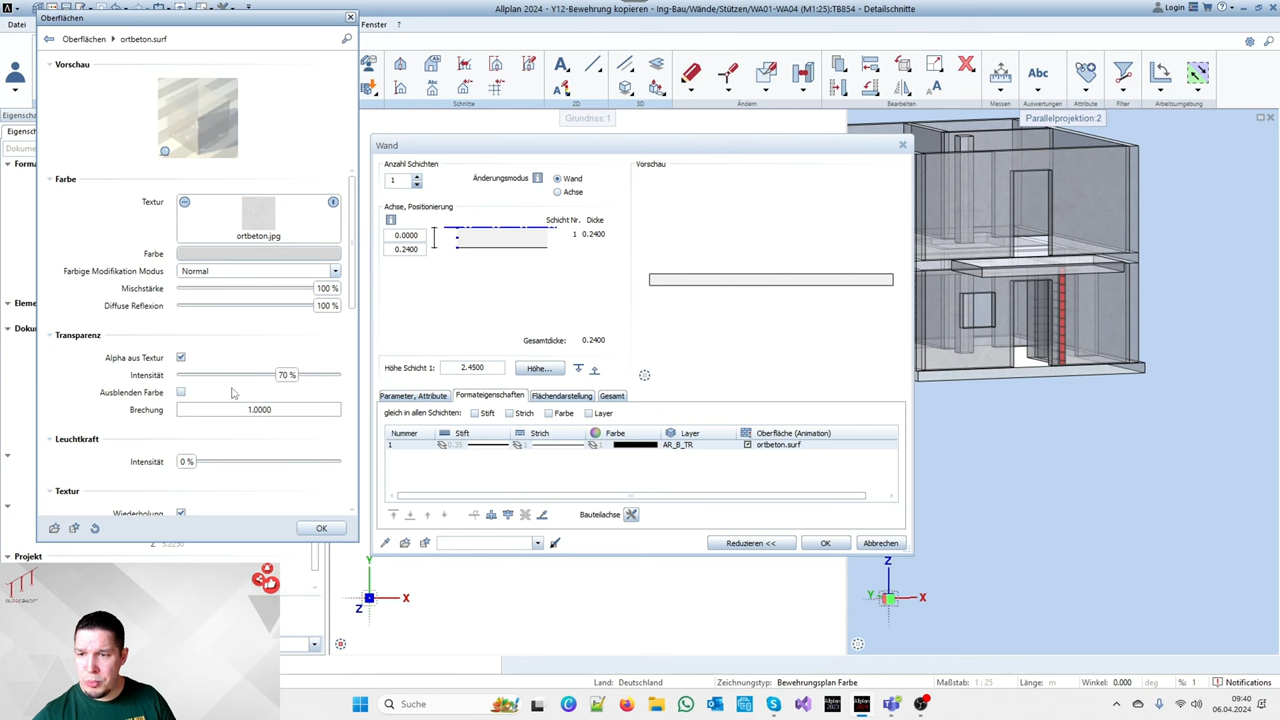 Allplan 2024 - Y12-Bewehrung kopieren - Ing-Bau/Wände/Stützen/WA01-WA04 (M1:25):TB854 - Detailschnitte
Login
Oberflächen
Datei
Fenster
?
Oberflächen ortbeton.surf
Schnitte
2D
3D
Ändern
Bearbeiten
Messen
Auswertungen
Attribute
Filter
Arbeitsumgebung
Abc
Grundriss:1
Parallelprojektion:2
Vorschau
Farbe
Textur
ortbeton.jpg
Farbe
Farbige Modifikation Modus Normal
Mischstärke 100 %
Diffuse Reflexion 100 %
Transparenz
Alpha aus Textur
Intensität 70 %
Ausblenden Farbe
Brechung 1.0000
Leuchtkraft
Intensität 0 %
Textur
Wiederholung
OK
Wand
Anzahl Schichten
1
Änderungsmodus Wand
Achse
Vorschau
Achse, Positionierung
Schicht Nr. Dicke
0.0000
1 0.2400
0.2400
Gesamtdicke: 0.2400
Höhe Schicht 1: 2.4500 Höhe...
Parameter, Attribute Formateigenschaften Flächendarstellung Gesamt
gleich in allen Schichten: Stift Strich Farbe Layer
Nummer Stift Strich Farbe Layer Oberfläche (Animation)
1 0.35 1 1 AR_B_TR ortbeton.surf
Bauteilachse
Reduzieren << OK Abbrechen
Projekt
Y
X
Z
Z
Y
X
Land: Deutschland Zeichnungstyp: Bewehrungsplan Farbe Maßstab: 1 : 25 Länge: m Winkel: 0.000 deg %: 1 Notifications
Suche
09:40
06.04.2024